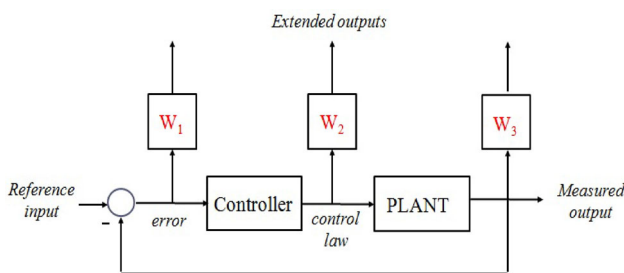 Extended outputs
W1
W2
W3
Reference
input
-
error
Controller
control
law
PLANT
Measured
output